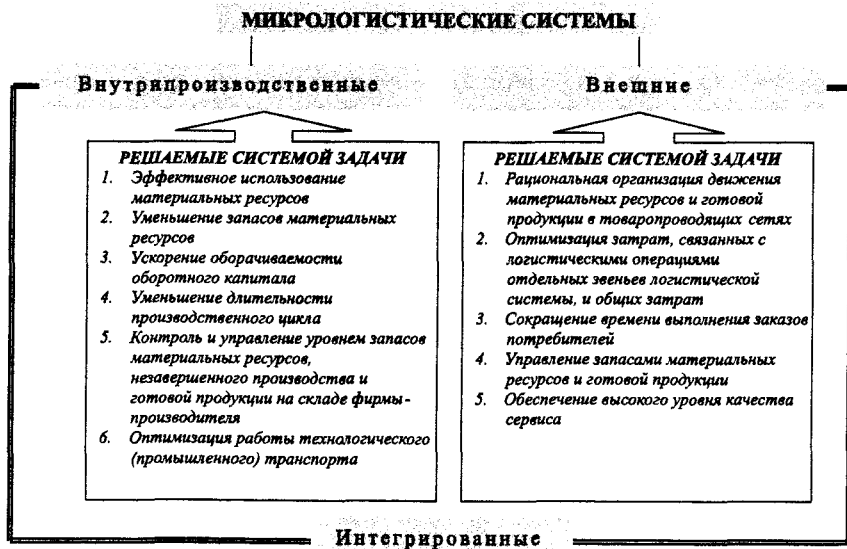 МИКРОЛОГИСТИЧЕСКИЕ СИСТЕМЫ
Внутрипроизводственные
РЕШАЕМЫЕ СИСТЕМОЙ ЗАДАЧИ
1. Эффективное использование
материальных ресурсов
2. Уменьшение запасов материальных
ресурсов
3. Ускорение оборачиваемости
оборотного капитала
4. Уменьшение длительности
производственного цикла
5. Контроль и управление уровнем запасов
материальных ресурсов,
незавершенного производства и
готовой продукции на складе фирмы-
производителя
6. Оптимизация работы технологического
(промышленного) транспорта
Внешние
РЕШАЕМЫЕ СИСТЕМОЙ ЗАДАЧИ
1. Рациональная организация движения
материальных ресурсов и готовой
продукции в товаропроводящих сетях
2. Оптимизация затрат, связанных с
логистическими операциями
отдельных звеньев логистической
системы, и общих затрат
3. Сокращение времени выполнения заказов
потребителей
4. Управление запасами материальных
ресурсов и готовой продукции
5. Обеспечение высокого уровня качества
сервиса
Интегрированные